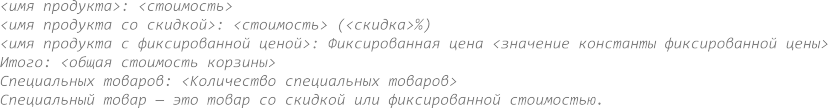 <имя продукта>: <стоимость>
<имя продукта со скидкой>: <стоимость> (<скидка>%)
<имя продукта с фиксированной ценой>: Фиксированная цена <значение константы фиксированной цены>
Итого: <общая стоимость корзины>
Специальных товаров: <Количество специальных товаров>
Специальный товар — это товар со скидкой или фиксированной стоимостью.